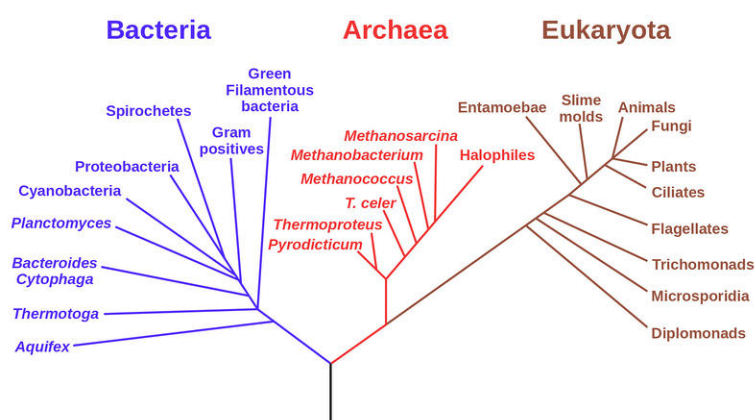 Bacteria
Archaea
Eukaryota
Green
Filamentous
bacteria
Spirochetes
Gram
positives
Proteobacteria
Cyanobacteria
Planctomyces
Bacteroides
Cytophaga
Thermotoga
Aquifex
Methanosarcina
Methanobacterium
Halophiles
Methanococcus
T. celer
Thermoproteus
Pyrodicticum
Entamoebae
Slime
molds
Animals
Fungi
Plants
Ciliates
Flagellates
Trichomonads
Microsporidia
Diplomonads